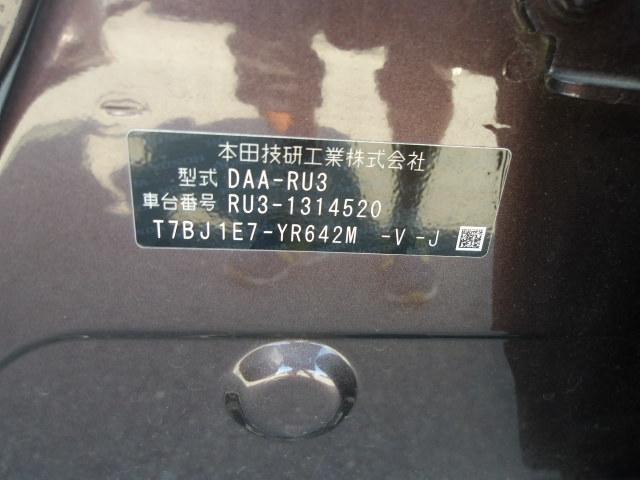 本田技研工業株式会社
型式 DAA-RU3
車台番号 RU3-1314520
T7BJ1E7-YR642M -V -J